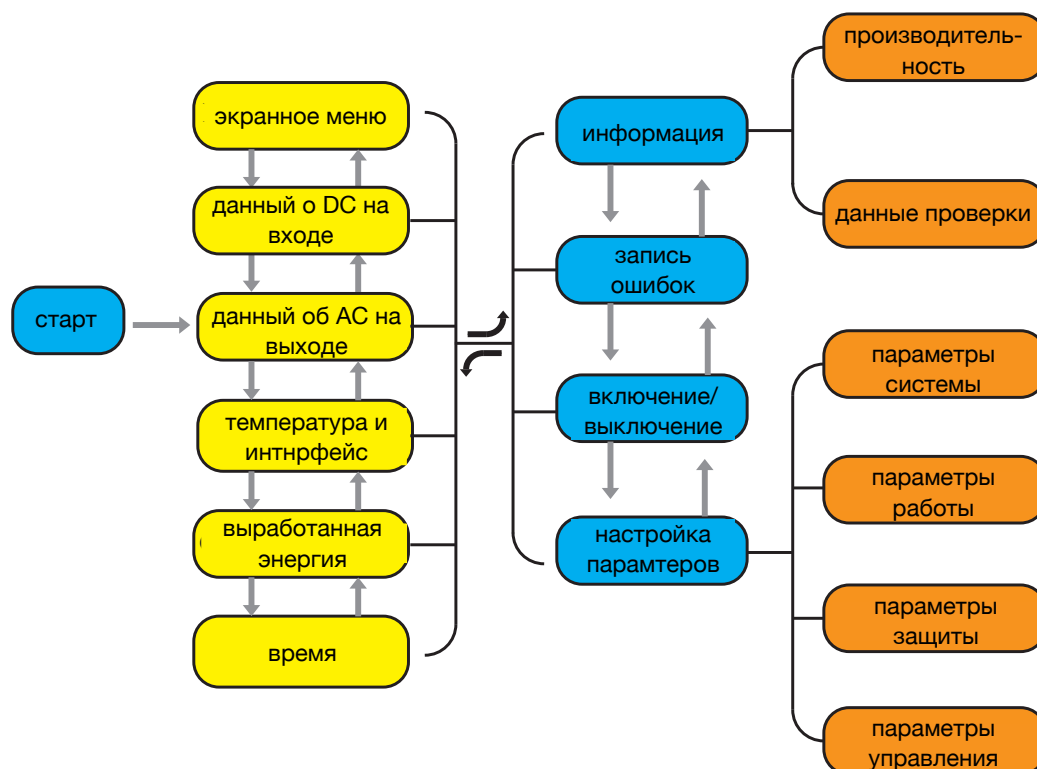 старт
экранное меню
данный о DC на
входе
данный об AC на
выходе
температура и
интнрфейс
выработанная
энергия
время
информация
запись
ошибок
включение/
выключение
настройка
парамтеров
производитель-
ность
данные проверки
параметры
системы
параметры
работы
параметры
защиты
параметры
управления